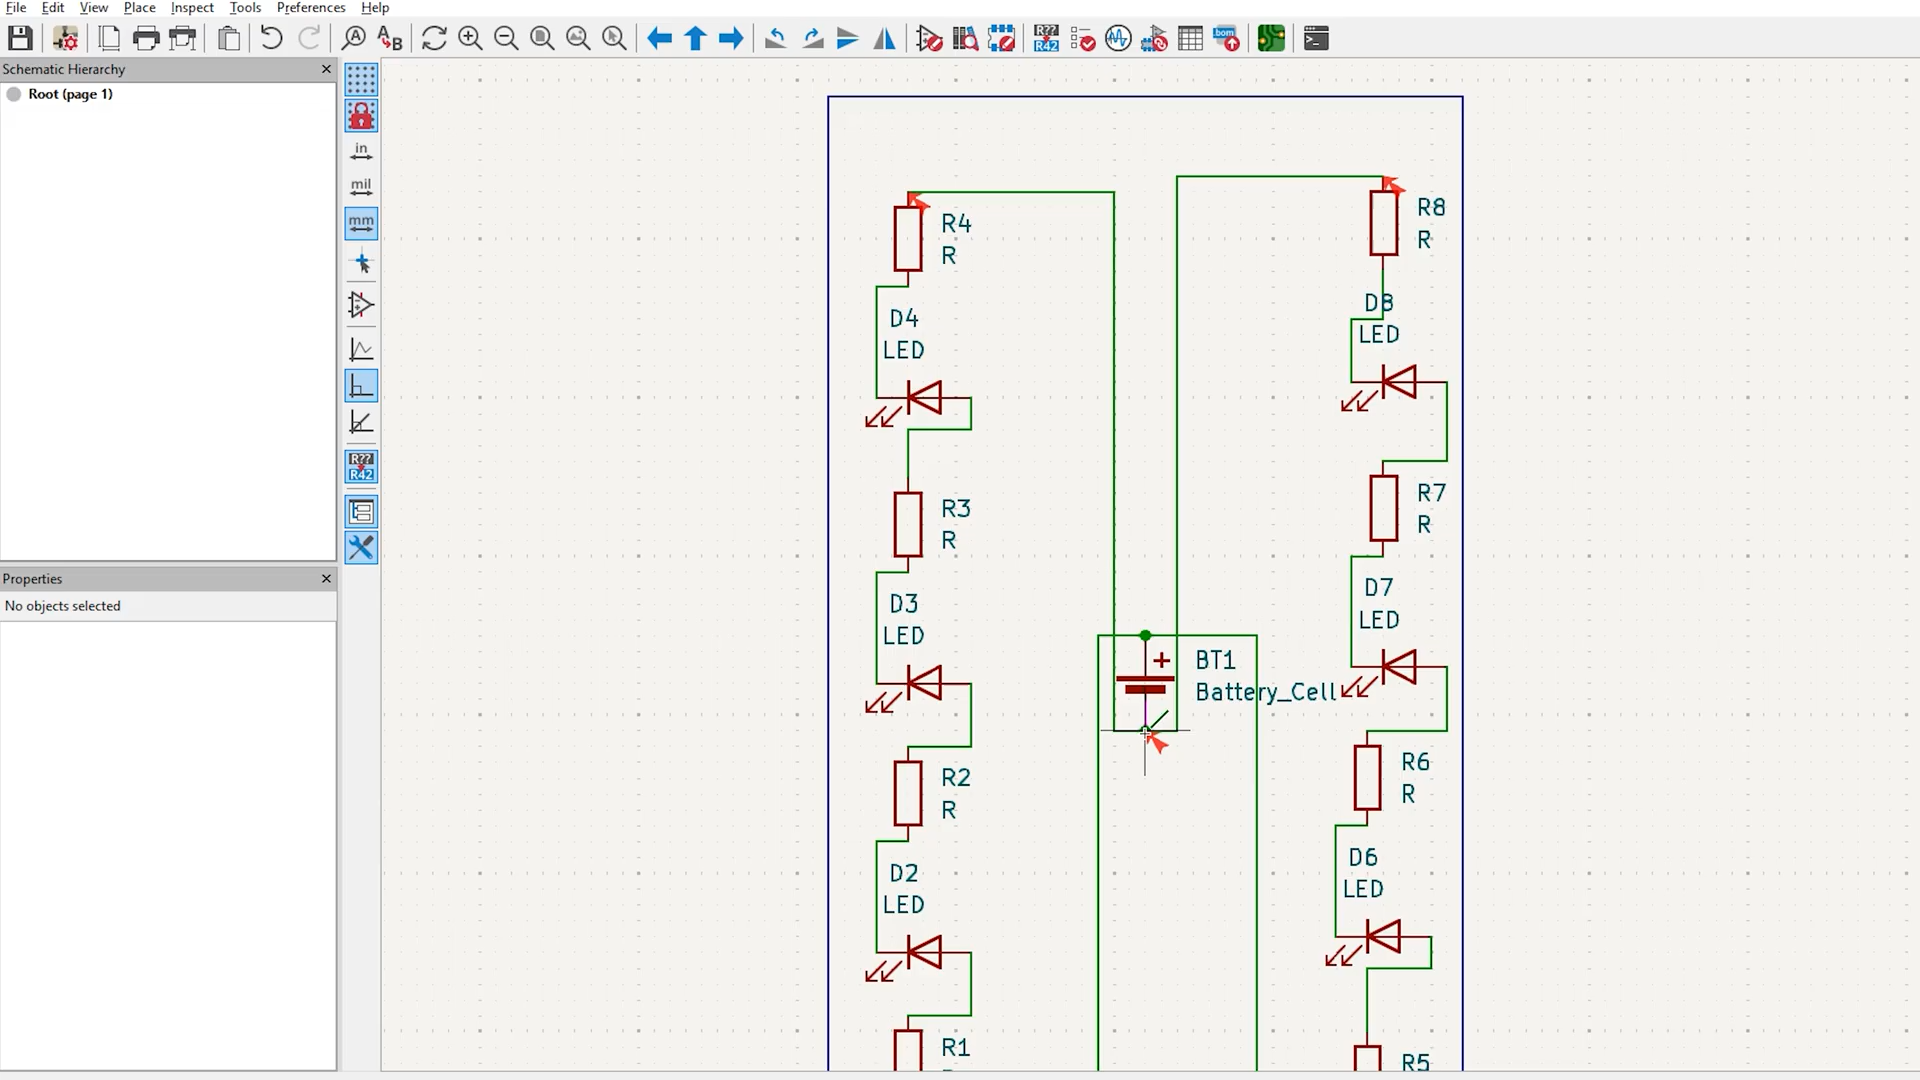 File Edit View Place Inspect Tools Preferences Help
A A B R?? R42 bom
Schematic Hierarchy
Root (page 1)
in
mil
mm
R??
R42
Properties
No objects selected
R4
R
D4
LED
R3
R
D3
LED
R2
R
D2
LED
R1
+
BT1
Battery_Cell
R8
R
D8
LED
R7
R
D7
LED
R6
R
D6
LED
R5